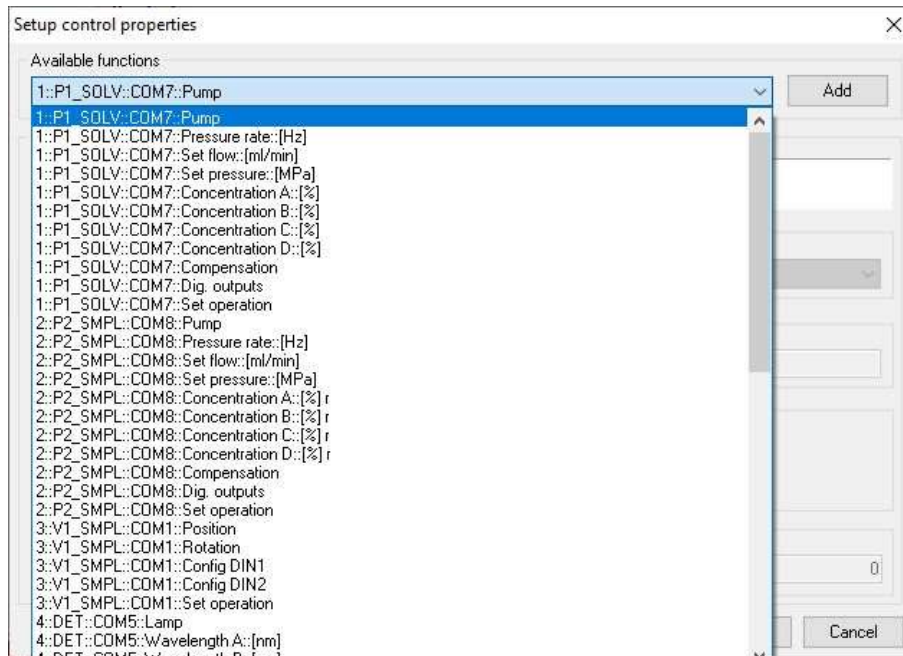 Setup control properties
Available functions
1::P1_SOLV::COM7::Pump
Add
1::P1_SOLV::COM7::Pump
1::P1_SOLV::COM7::Pressure rate::[Hz]
1::P1_SOLV::COM7::Set flow::[ml/min]
1::P1_SOLV::COM7::Set pressure::[MPa]
1::P1_SOLV::COM7::Concentration A::[%]
1::P1_SOLV::COM7::Concentration B::[%]
1::P1_SOLV::COM7::Concentration C::[%]
1::P1_SOLV::COM7::Concentration D::[%]
1::P1_SOLV::COM7::Compensation
1::P1_SOLV::COM7::Dig. outputs
1::P1_SOLV::COM7::Set operation
2::P2_SMPL::COM8::Pump
2::P2_SMPL::COM8::Pressure rate::[Hz]
2::P2_SMPL::COM8::Set flow::[ml/min]
2::P2_SMPL::COM8::Set pressure::[MPa]
2::P2_SMPL::COM8::Concentration A::[%] r
2::P2_SMPL::COM8::Concentration B::[%] r
2::P2_SMPL::COM8::Concentration C::[%] r
2::P2_SMPL::COM8::Concentration D::[%] r
2::P2_SMPL::COM8::Compensation
2::P2_SMPL::COM8::Dig. outputs
2::P2_SMPL::COM8::Set operation
3::V1_SMPL::COM1::Position
3::V1_SMPL::COM1::Rotation
3::V1_SMPL::COM1::Config DIN1
3::V1_SMPL::COM1::Config DIN2
0
3::V1_SMPL::COM1::Set operation
4::DET::COM5::Lamp
4::DET::COM5::Wavelength A::[nm]
Cancel